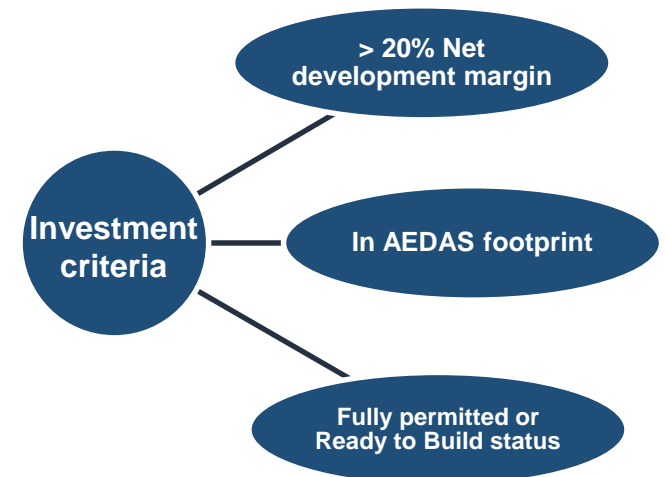 > 20% Net
development margin
Investment
criteria
In AEDAS footprint
Fully permitted or
Ready to Build status